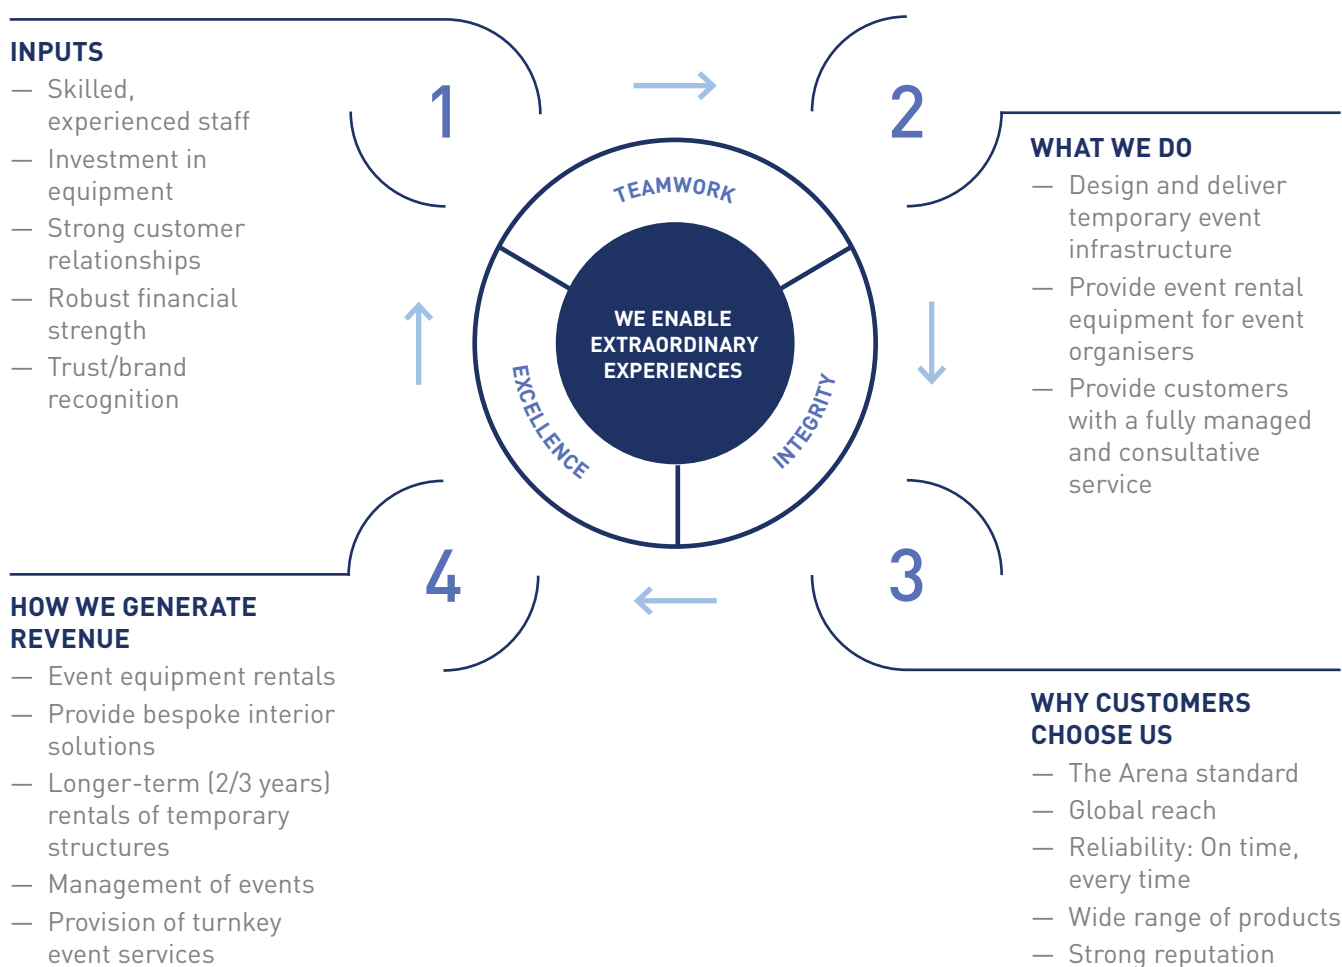 INPUTS
— Skilled,
experienced staff
— Investment in
equipment
— Strong customer
relationships
— Robust financial
strength
— Trust/brand
recognition
1
2
WHAT WE DO
— Design and deliver
temporary event
infrastructure
— Provide event rental
equipment for event
organisers
— Provide customers
with a fully managed
and consultative
service
TEAMWORK
WE ENABLE
EXTRAORDINARY
EXPERIENCES
EXCELLENCE
INTEGRITY
4
3
HOW WE GENERATE
REVENUE
— Event equipment rentals
— Provide bespoke interior
solutions
— Longer-term (2/3 years)
rentals of temporary
structures
— Management of events
— Provision of turnkey
event services
WHY CUSTOMERS
CHOOSE US
— The Arena standard
— Global reach
— Reliability: On time,
every time
— Wide range of products
— Strong reputation